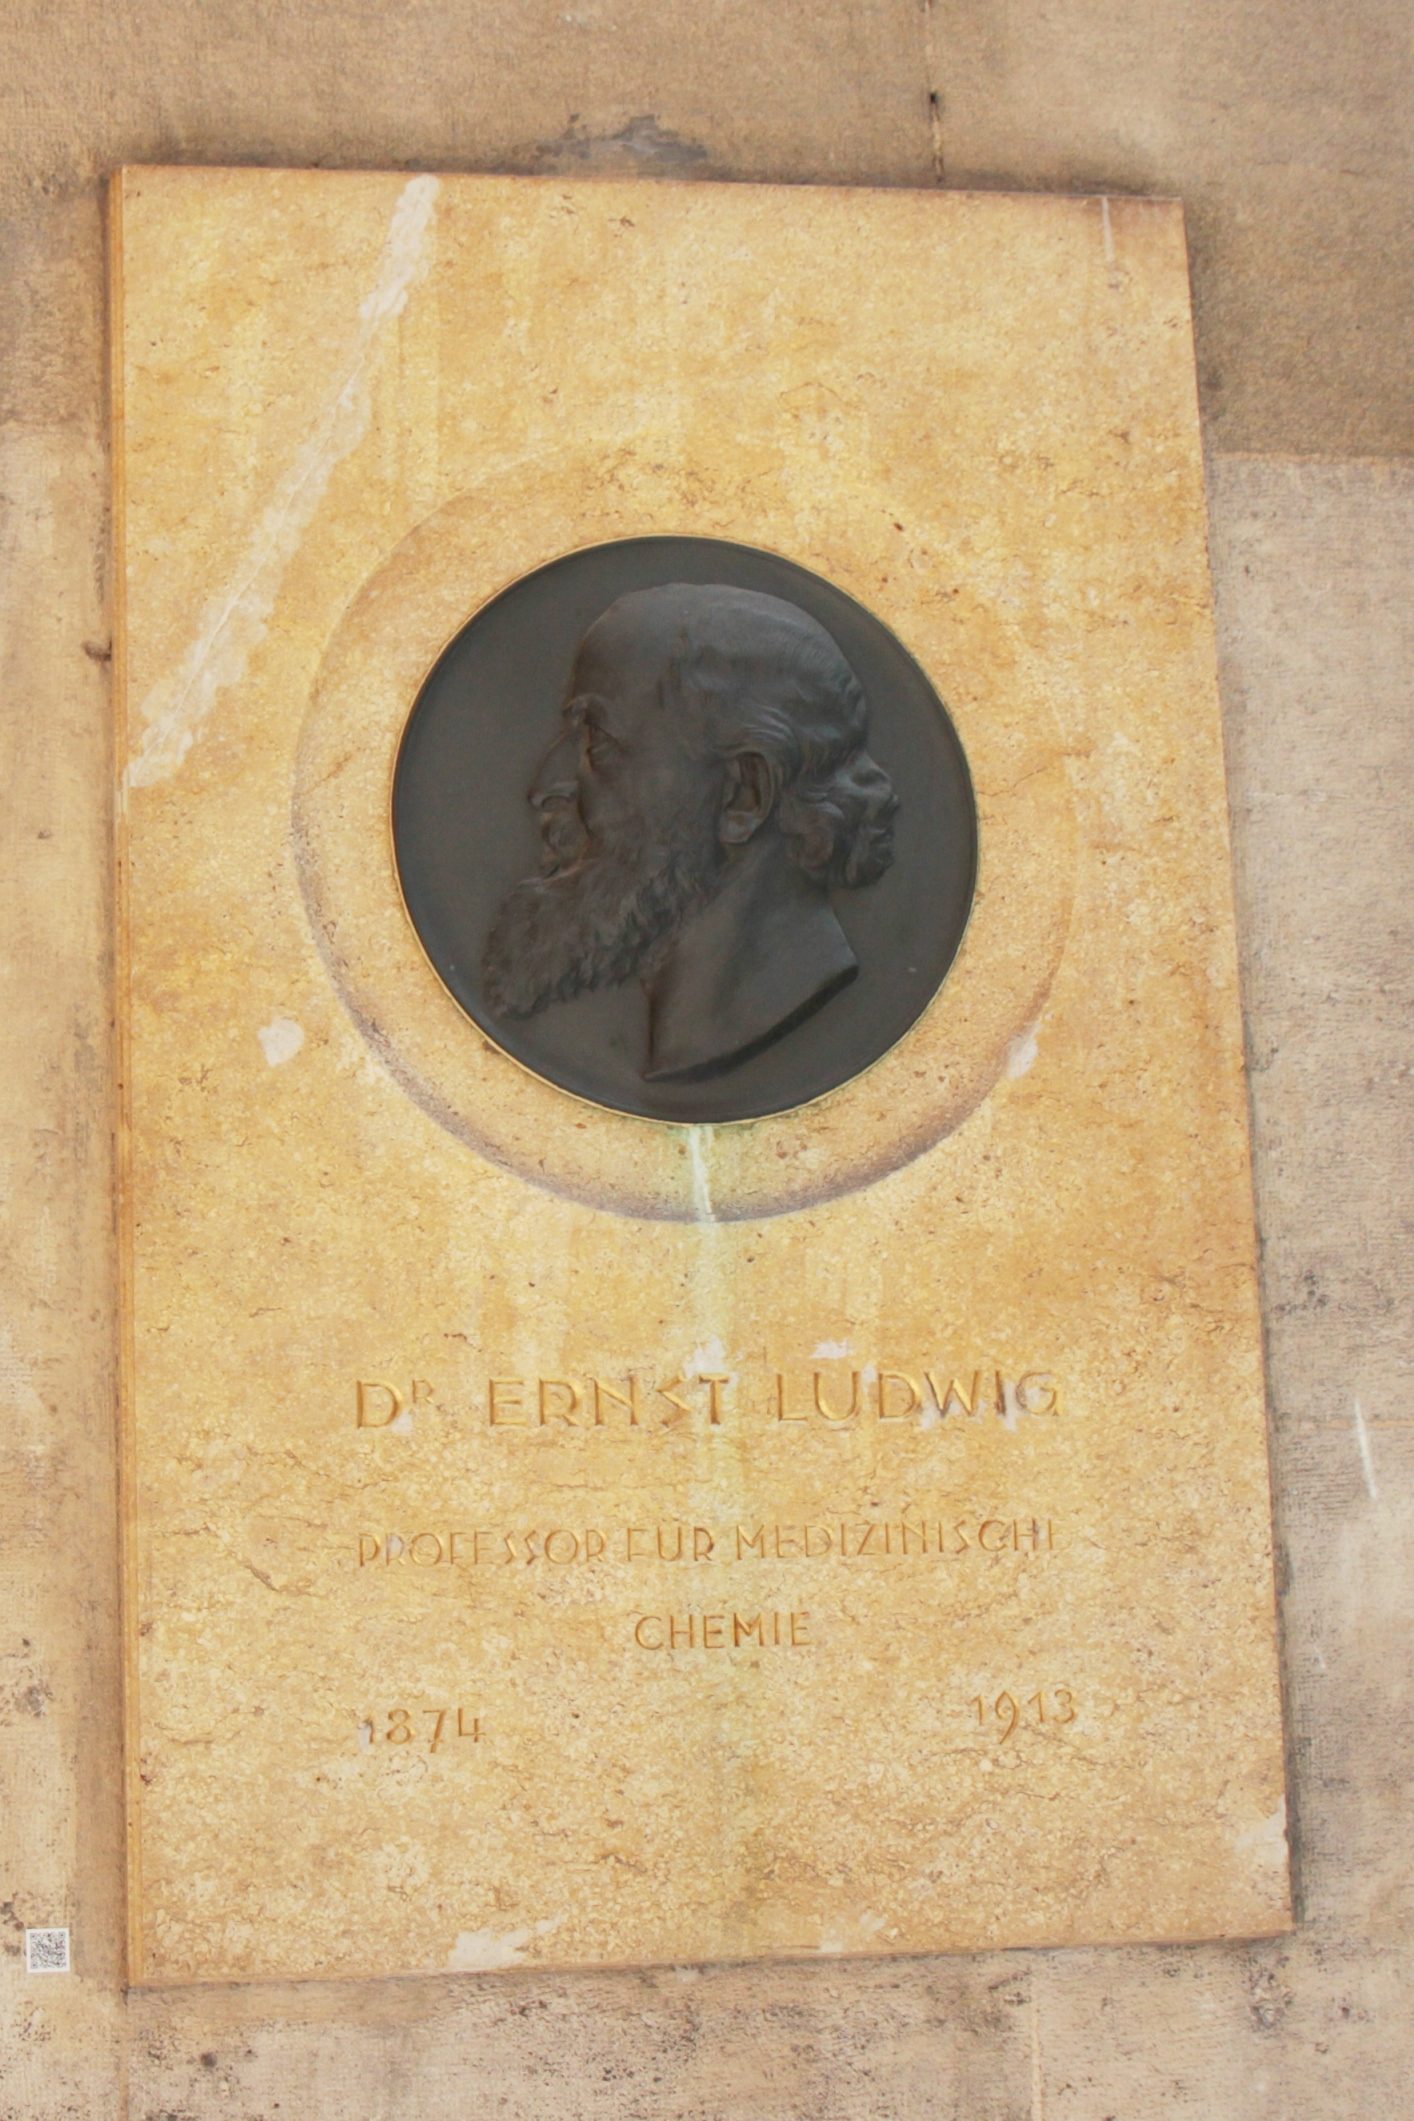 DR ERNST LUDWIG
PROFESSOR FÜR MEDIZINISCHE
CHEMIE
1874 1913